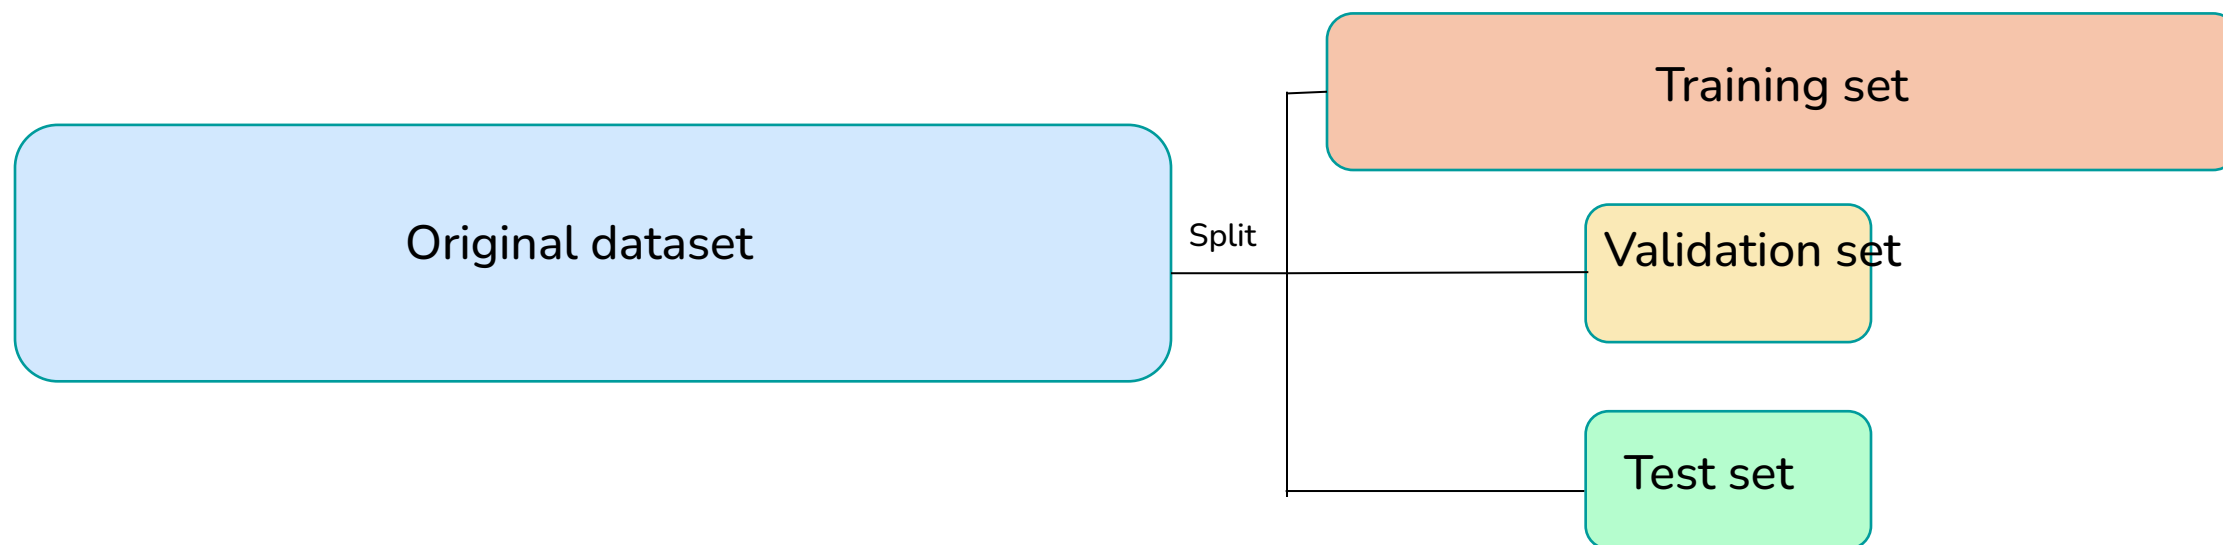 Original dataset
Split
Training set
Validation set
Test set